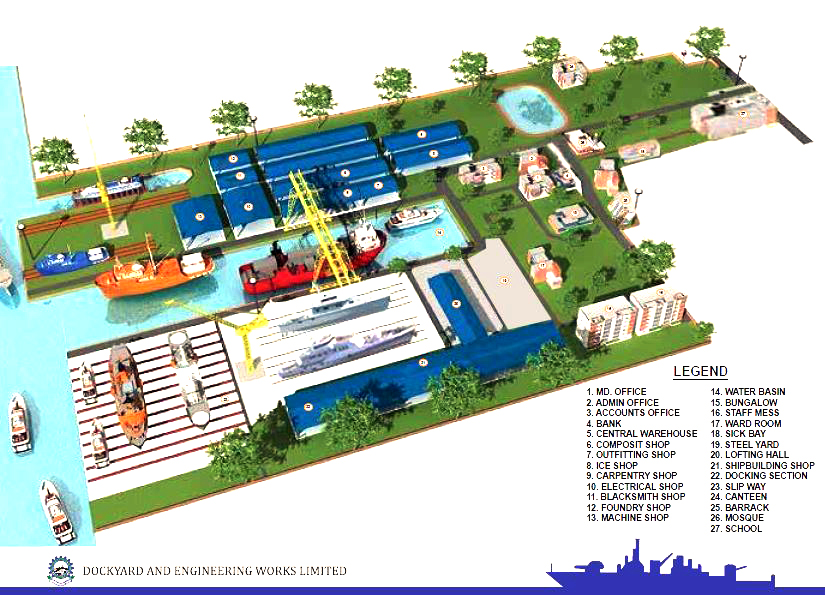 LEGEND
1. MD. OFFICE
2. ADMIN OFFICE
3. ACCOUNTS OFFICE
4. BANK
5. CENTRAL WAREHOUSE
6. COMPOSIT SHOP
7. OUTFITTING SHOP
8. ICE SHOP
9. CARPENTRY SHOP
10. ELECTRICAL SHOP
11. BLACKSMITH SHOP
12. FOUNDRY SHOP
13. MACHINE SHOP
14. WATER BASIN
15. BUNGALOW
16. STAFF MESS
17. WARD ROOM
18. SICK BAY
19. STEEL YARD
20. LOFTING HALL
21. SHIPBUILDING SHOP
22. DOCKING SECTION
23. SLIP WAY
24. CANTEEN
25. BARRACK
26. MOSQUE
27. SCHOOL
DOCKYARD AND ENGINEERING WORKS LIMITED